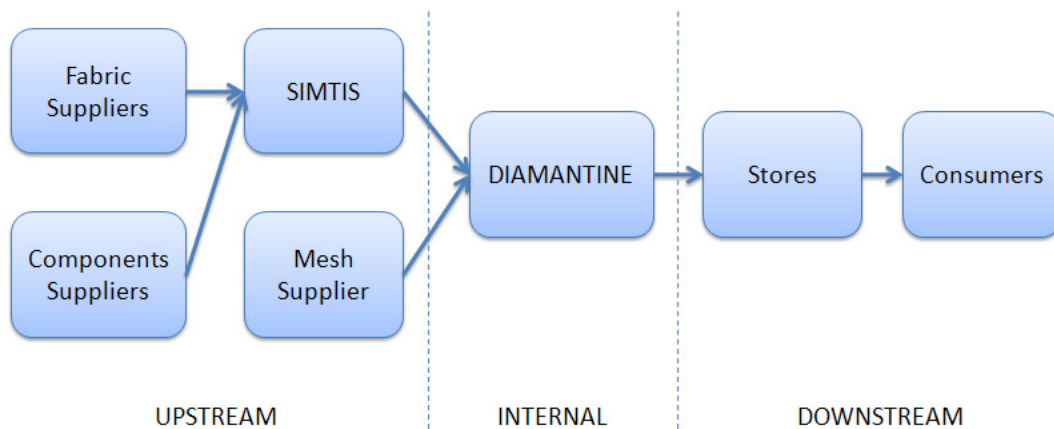 Fabric
Suppliers
SIMTIS
DIAMANTINE
Stores
Consumers
Components
Suppliers
Mesh
Supplier
UPSTREAM
INTERNAL
DOWNSTREAM